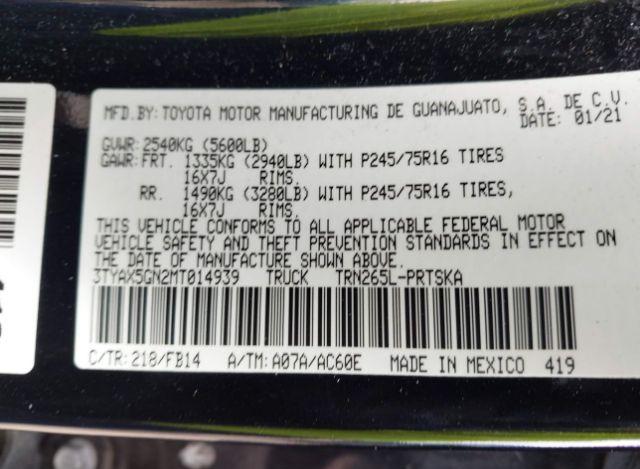 MFD.BY: TOYOTA MOTOR MANUFACTURING DE GUANAJUATO, S.A. DE C.V.
DATE: 01/21
GVWR: 2540KG (5600LB)
GAWR: FRT. 1335KG (2940LB) WITH P245/75R16 TIRES
16X7J RIMS.
RR. 1490KG (3280LB) WITH P245/75R16 TIRES,
16X7J RIMS.
THIS VEHICLE CONFORMS TO ALL APPLICABLE FEDERAL MOTOR
VEHICLE SAFETY AND THEFT PREVENTION STANDARDS IN EFFECT ON
THE DATE OF MANUFACTURE SHOWN ABOVE.
3TYAX5GN2MT014939 TRUCK TRN265L-PRTSKA
C/TR: 218/FB14 A/TM: A07A/AC60E MADE IN MEXICO 419